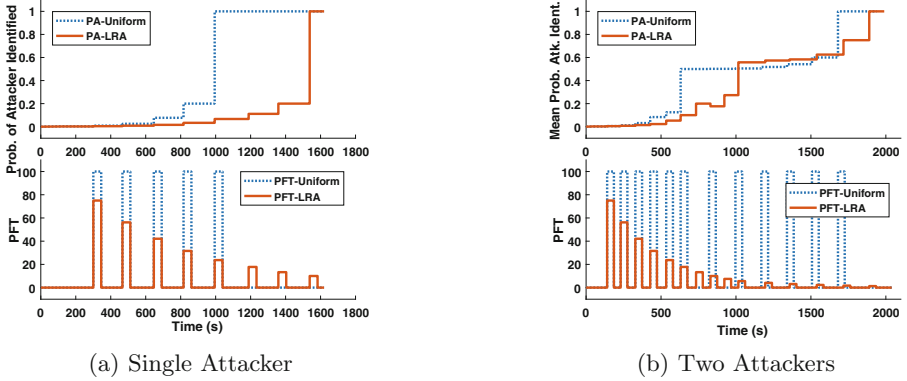 Prob. of Attacker Identified
1
0.8
0.6
0.4
0.2
0
PA-Uniform
PA-LRA
0 200 400 600 800 1000 1200 1400 1600 1800
PFT
100
80
60
40
20
0
PFT-Uniform
PFT-LRA
0 200 400 600 800 1000 1200 1400 1600 1800
Time (s)
(a) Single Attacker
Mean Prob. Atk. Ident.
1
0.8
0.6
0.4
0.2
0
PA-Uniform
PA-LRA
0 500 1000 1500 2000
PFT
100
80
60
40
20
0
PFT-Uniform
PFT-LRA
0 500 1000 1500 2000
Time (s)
(b) Two Attackers